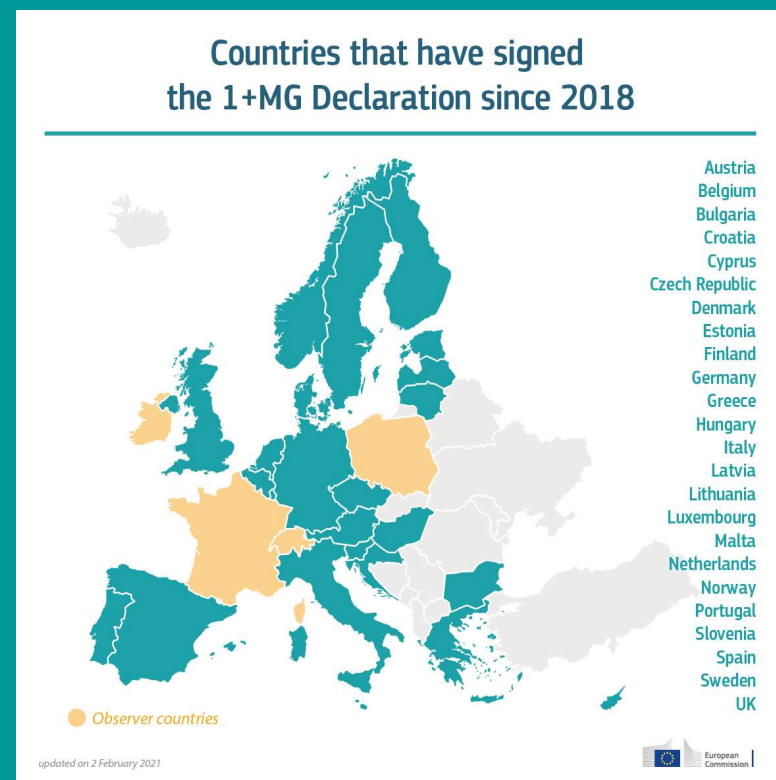 Countries that have signed
the 1+MG Declaration since 2018
Austria
Belgium
Bulgaria
Croatia
Cyprus
Czech Republic
Denmark
Estonia
Finland
Germany
Greece
Hungary
Italy
Latvia
Lithuania
Luxembourg
Malta
Netherlands
Norway
Portugal
Slovenia
Spain
Sweden
UK
Observer countries
updated on 2 February 2021
European
Commission